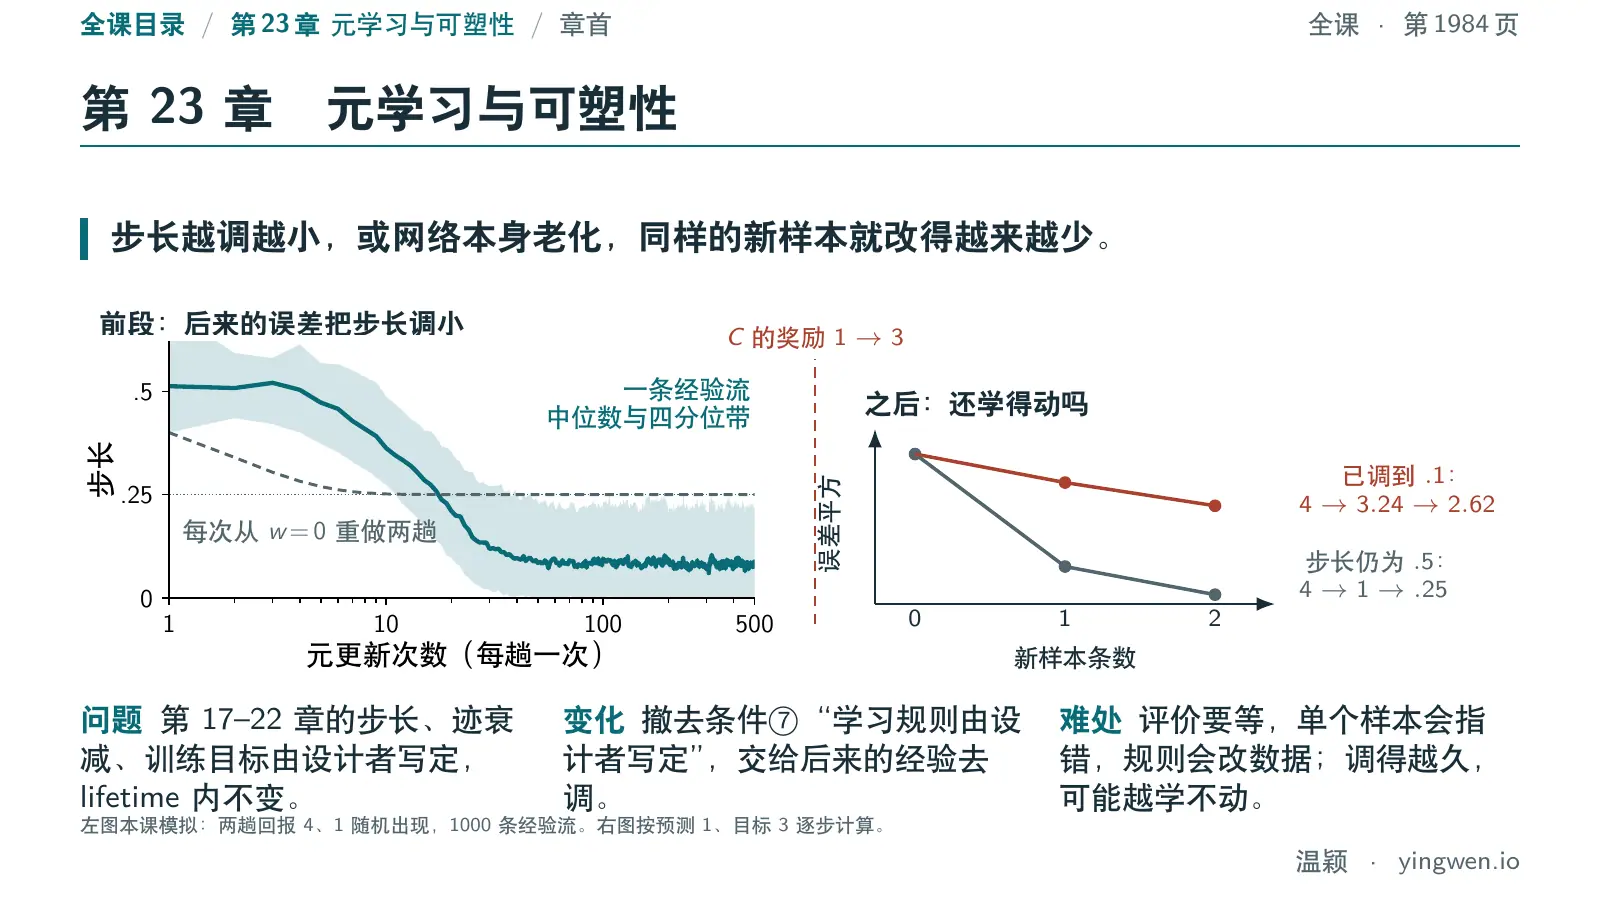 全课目录 / 第 23 章 元学习与可塑性 / 章首
全课 · 第 1984 页
第 23 章 元学习与可塑性
步长越调越小，或网络本身老化，同样的新样本就改得越来越少。
前段：后来的误差把步长调小
C 的奖励 1 → 3
.5
一条经验流
中位数与四分位带
步长
.25
每次从 w=0 重做两趟
0
1
10
100
500
元更新次数（每趟一次）
之后：还学得动吗
误差平方
已调到 .1：
4 → 3.24 → 2.62
步长仍为 .5：
4 → 1 → .25
0
1
2
新样本条数
问题 第 17–22 章的步长、迹衰
减、训练目标由设计者写定，
lifetime 内不变。
变化 撤去条件⑦ “学习规则由设
计者写定”，交给后来的经验去
调。
难处 评价要等，单个样本会指
错，规则会改数据；调得越久，
可能越学不动。
左图本课模拟：两趟回报 4、1 随机出现，1000 条经验流。右图按预测 1、目标 3 逐步计算。
温颖 · yingwen.io